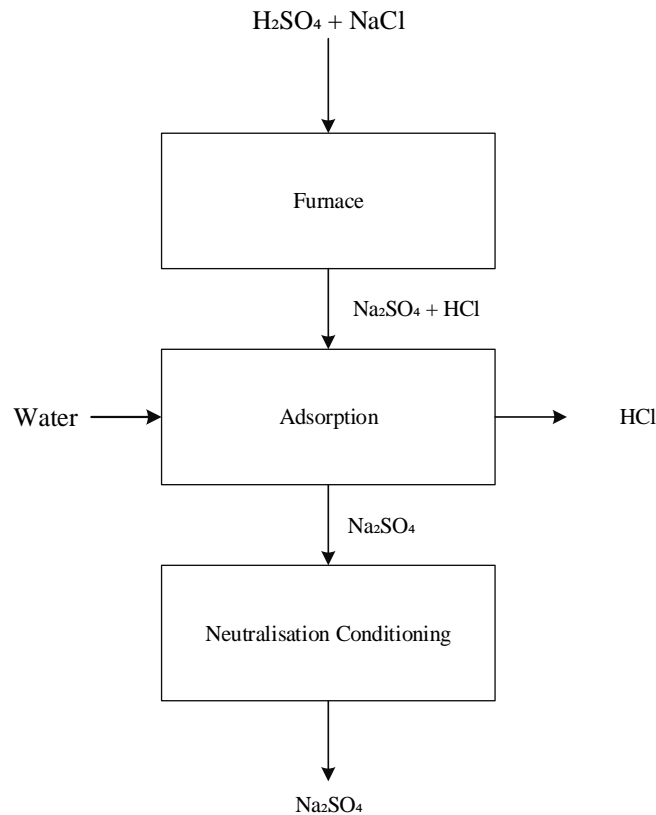 H₂SO₄ + NaCl
Furnace
Na₂SO₄ + HCl
Water
Adsorption
HCl
Na₂SO₄
Neutralisation Conditioning
Na₂SO₄